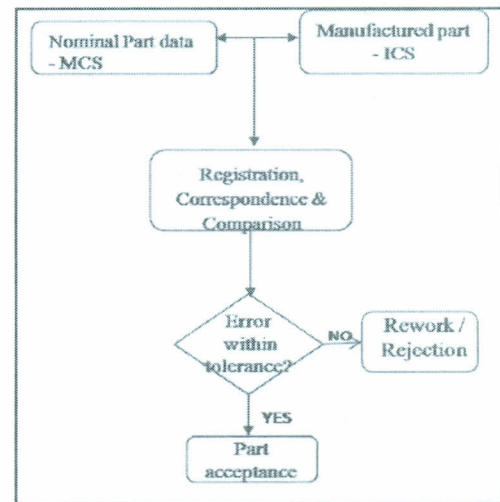 Nominal Part data
- MCS
Manufactured part
- ICS
Registration,
Correspondence &
Comparison
Error
within
tolerance?
NO
Rework /
Rejection
YES
Part
acceptance